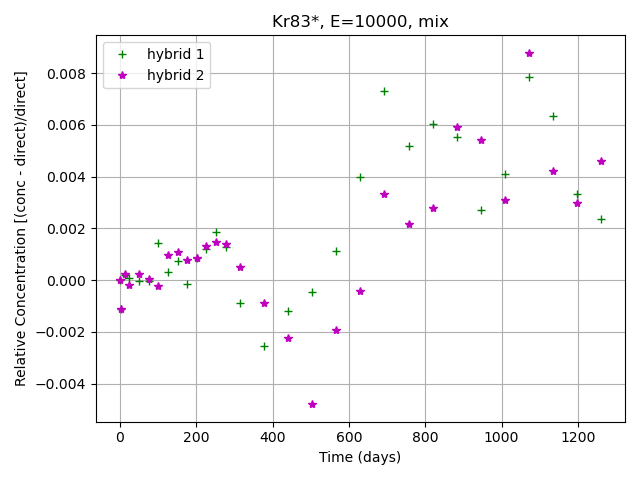 Kr83*, E=10000, mix
hybrid 1
hybrid 2
Relative Concentration [(conc - direct)/direct]
0.008
0.006
0.004
0.002
0.000
−0.002
−0.004
0 200 400 600 800 1000 1200
Time (days)